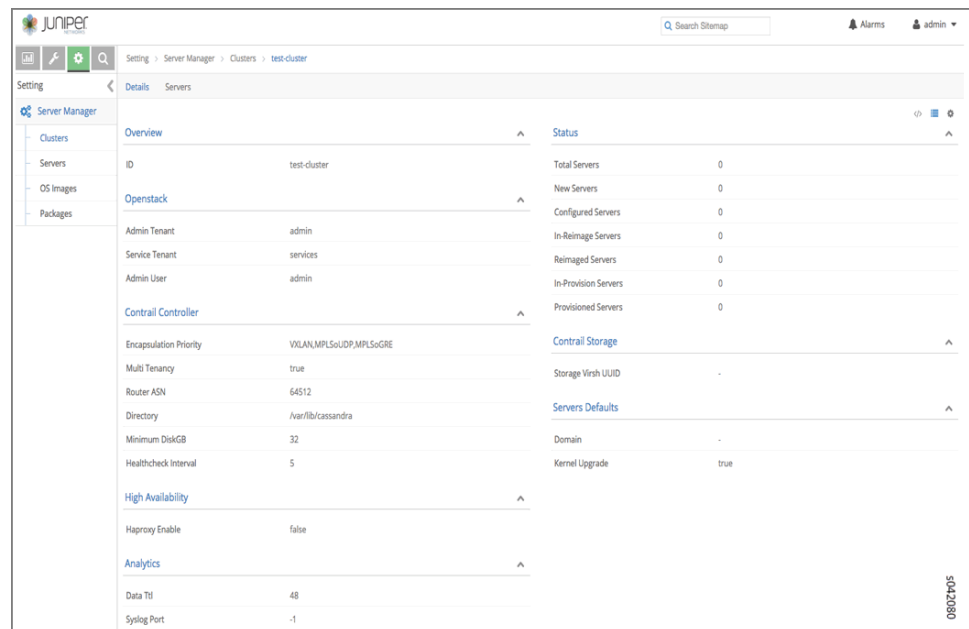 JUNIPER
NETWORKS
Search Sitemap
Alarms
admin
Setting > Server Manager > Clusters > test-cluster
Setting
Details Servers
Server Manager
Clusters
Servers
OS Images
Packages
Overview
ID test-cluster
Openstack
Admin Tenant admin
Service Tenant services
Admin User admin
Contrail Controller
Encapsulation Priority VXLAN,MPLSoUDP,MPLSoGRE
Multi Tenancy true
Router ASN 64512
Directory /var/lib/cassandra
Minimum DiskGB 32
Healthcheck Interval 5
High Availability
Haproxy Enable false
Analytics
Data Ttl 48
Syslog Port -1
Status
Total Servers 0
New Servers 0
Configured Servers 0
In-Reimage Servers 0
Reimaged Servers 0
In-Provision Servers 0
Provisioned Servers 0
Contrail Storage
Storage Virsh UUID -
Servers Defaults
Domain -
Kernel Upgrade true
s042080